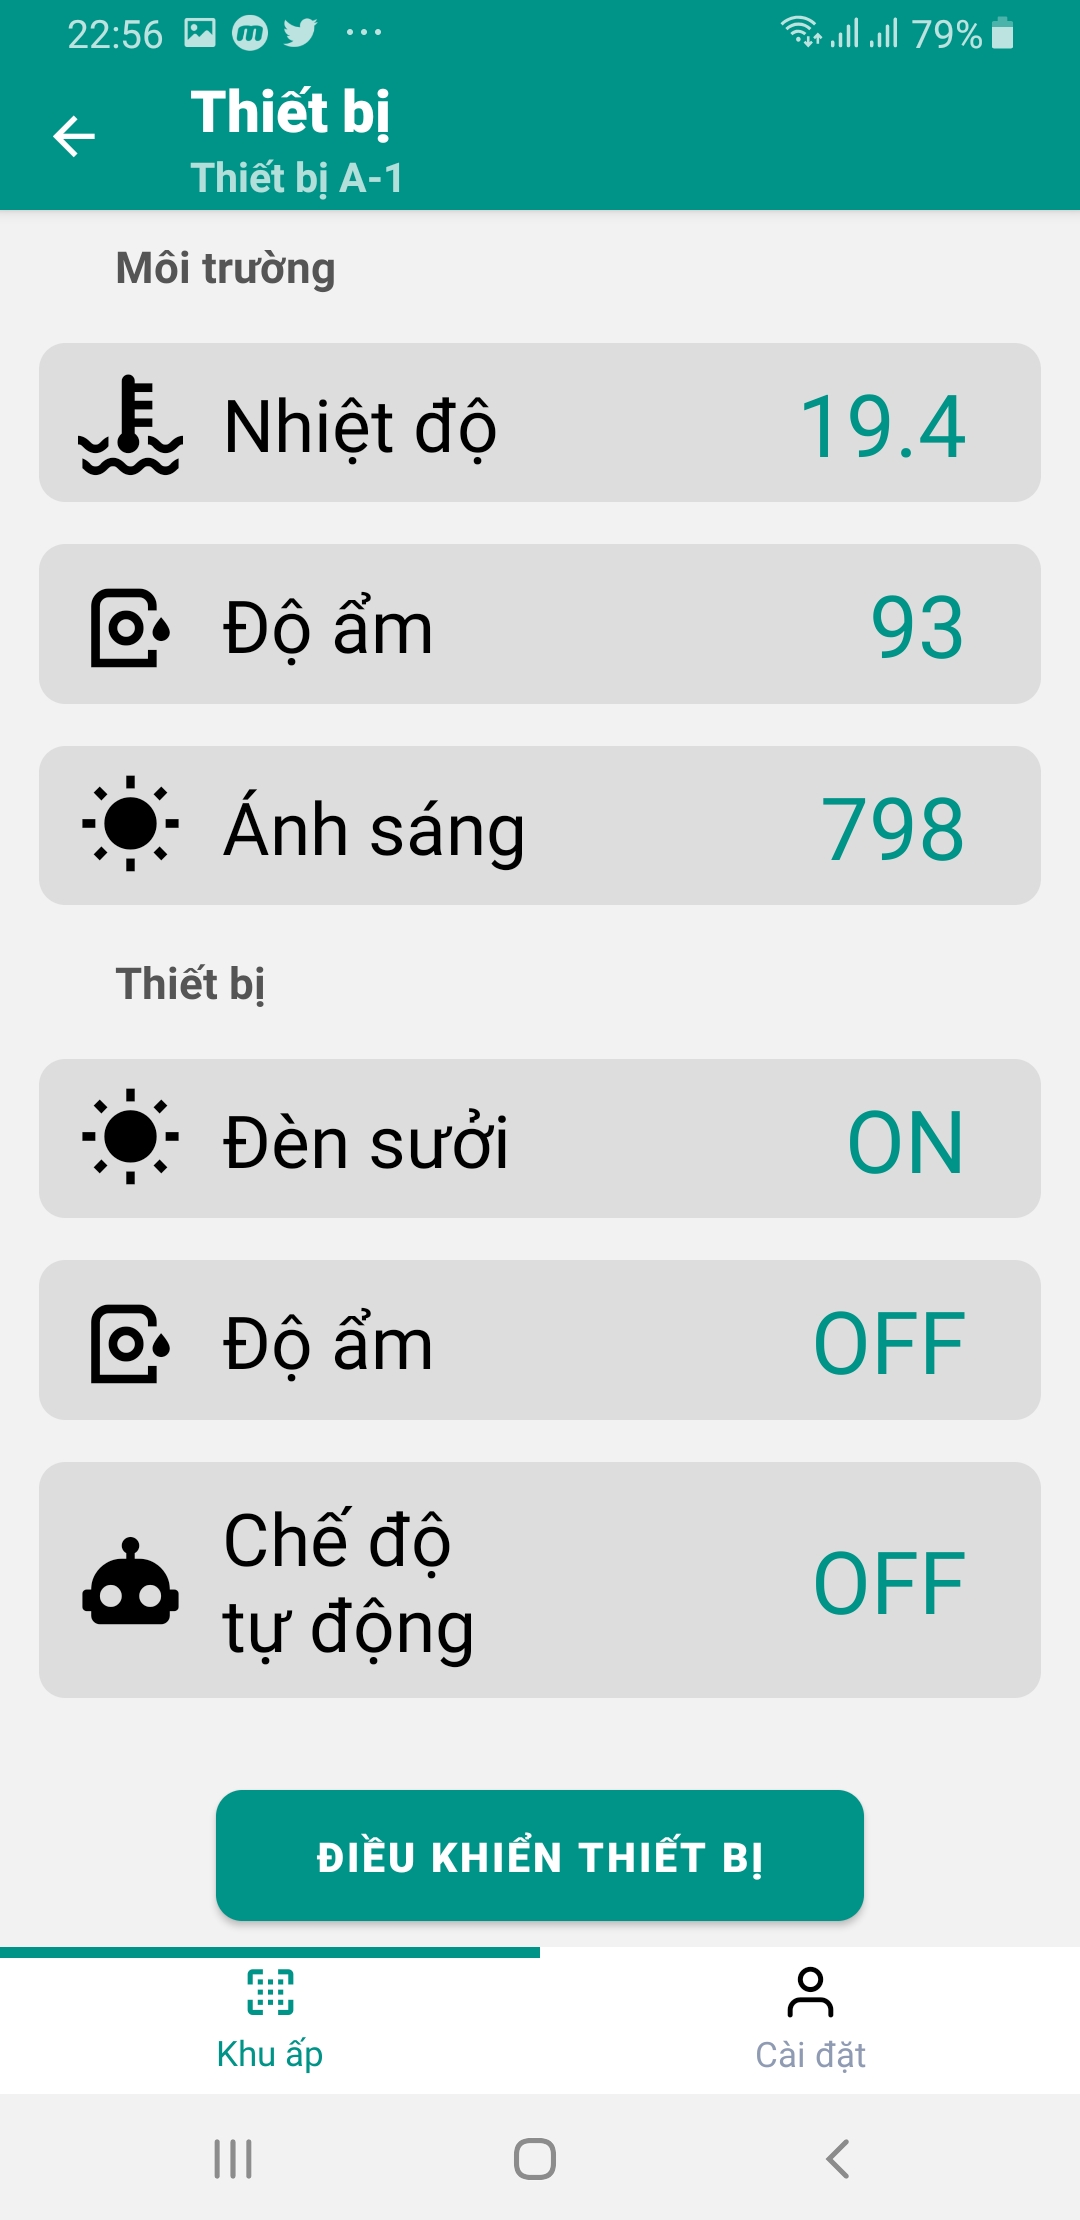 22:56
79%
Thiết bị
Thiết bị A-1
Môi trường
Nhiệt độ 19.4
Độ ẩm 93
Ánh sáng 798
Thiết bị
Đèn sưởi ON
Độ ẩm OFF
Chế độ
tự động
OFF
ĐIỀU KHIỂN THIẾT BỊ
Khu ấp
Cài đặt